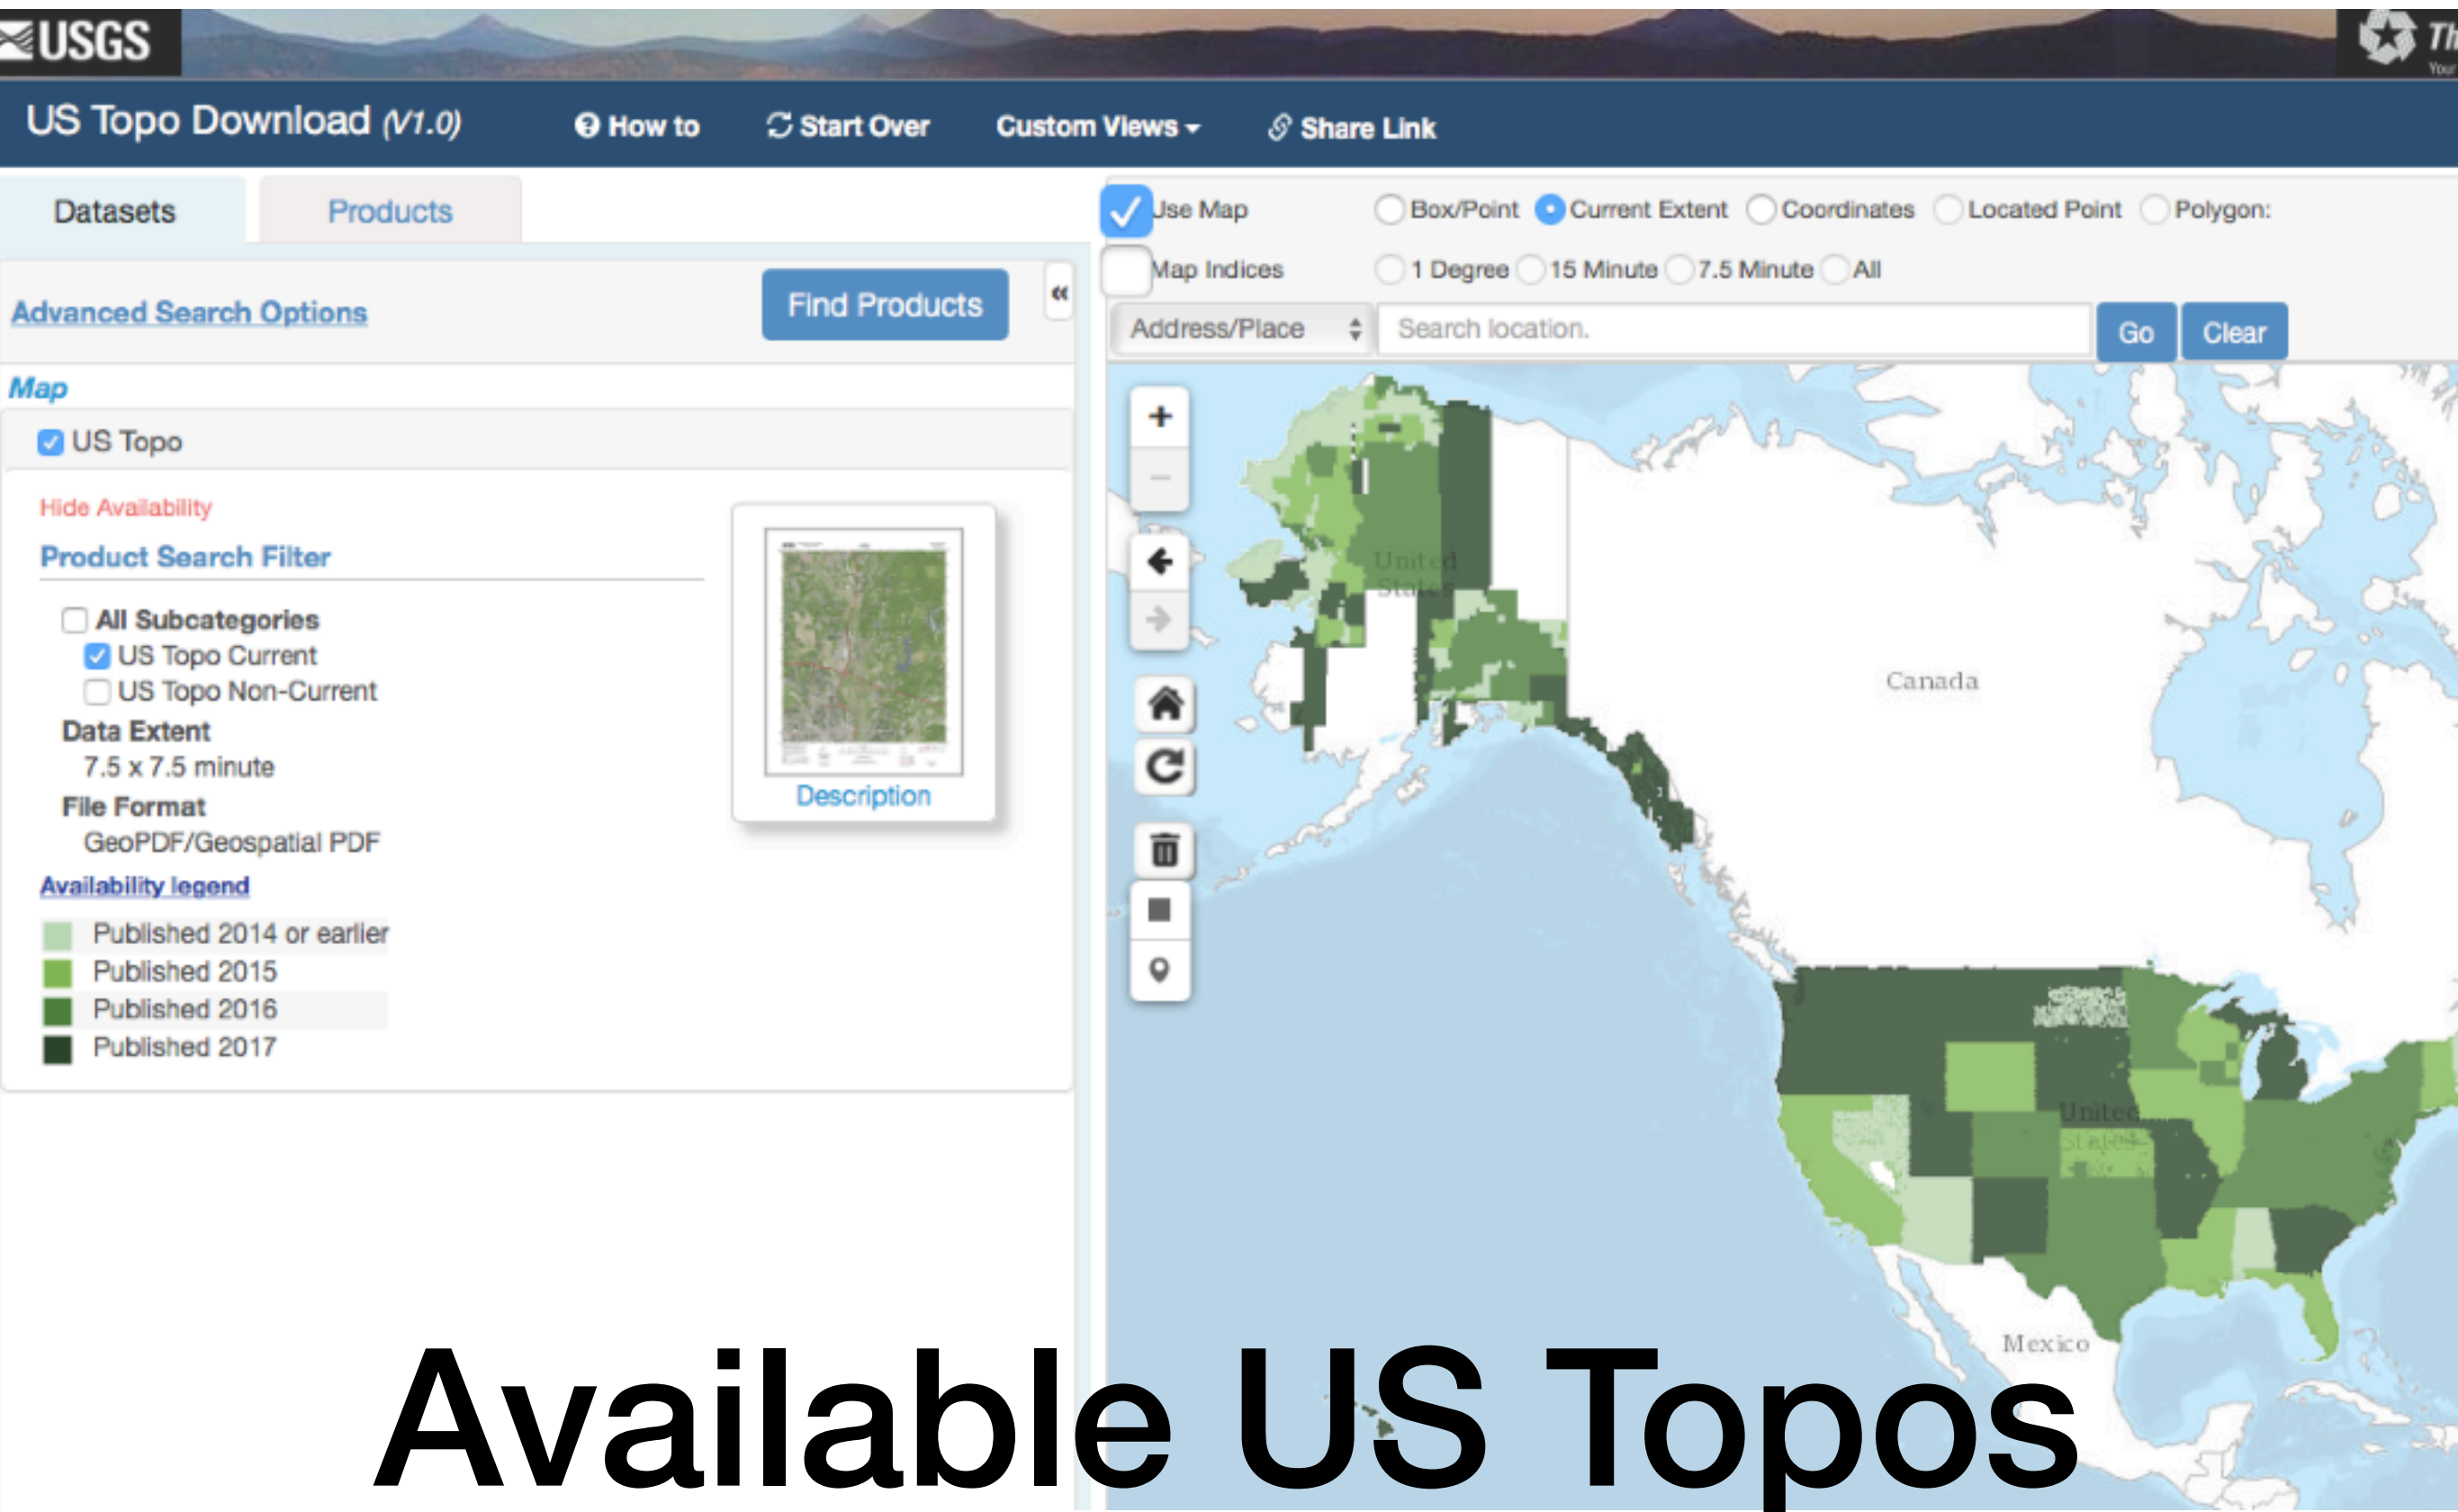 USGS
US Topo Download (V1.0) How to Start Over Custom Views Share Link
Datasets Products
Advanced Search Options Find Products «
Map
US Topo
Hide Availability
Product Search Filter
All Subcategories
US Topo Current
US Topo Non-Current
Data Extent
7.5 x 7.5 minute
File Format
GeoPDF/Geospatial PDF
Description
Availability legend
Published 2014 or earlier
Published 2015
Published 2016
Published 2017
Use Map Box/Point Current Extent Coordinates Located Point Polygon:
Map Indices 1 Degree 15 Minute 7.5 Minute All
Address/Place Search location. Go Clear
United
States
Canada
United
States
Mexico
Available US Topos